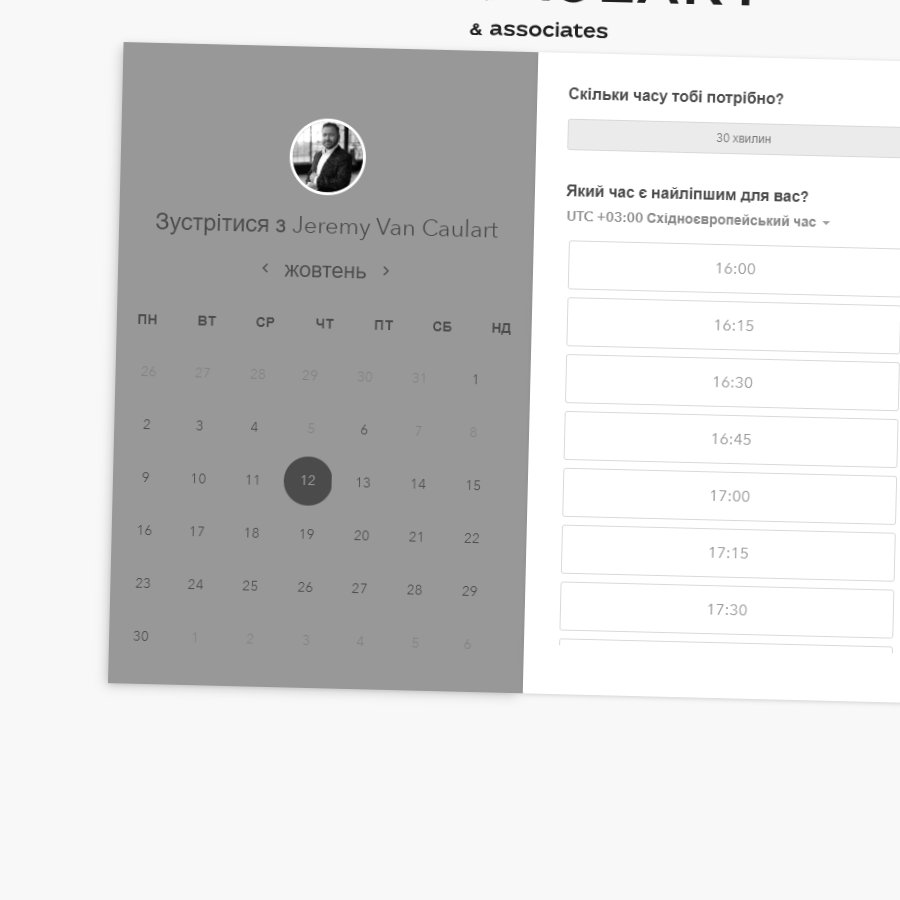 & associates
Зустрітися з Jeremy Van Caulart
жовтень
ПН ВТ СР ЧТ ПТ СБ НД
26 27 28 29 30 31 1
2 3 4 5 6 7 8
9 10 11 12 13 14 15
16 17 18 19 20 21 22
23 24 25 26 27 28 29
30 1 2 3 4 5 6
Скільки часу тобі потрібно?
30 хвилин
Який час є найліпшим для вас?
UTC +03:00 Східноєвропейський час
16:00
16:15
16:30
16:45
17:00
17:15
17:30